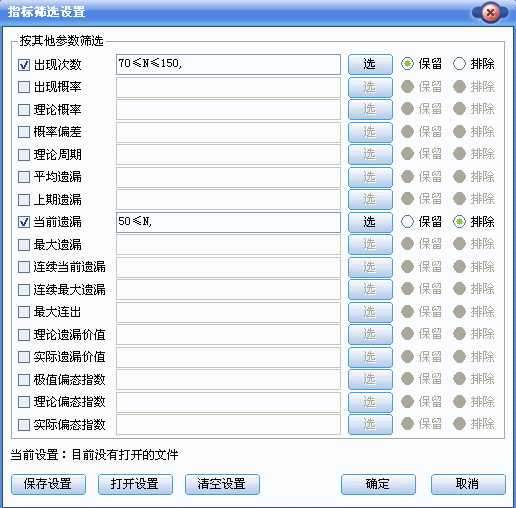 指标筛选设置
按其他参数筛选
出现次数 70≤N≤150, 选 保留 排除
出现概率 选 保留 排除
理论概率 选 保留 排除
概率偏差 选 保留 排除
理论周期 选 保留 排除
平均遗漏 选 保留 排除
上期遗漏 选 保留 排除
当前遗漏 50≤N, 选 保留 排除
最大遗漏 选 保留 排除
连续当前遗漏 选 保留 排除
连续最大遗漏 选 保留 排除
最大连出 选 保留 排除
理论遗漏价值 选 保留 排除
实际遗漏价值 选 保留 排除
极值偏态指数 选 保留 排除
理论偏态指数 选 保留 排除
实际偏态指数 选 保留 排除
当前设置：目前没有打开的文件
保存设置 打开设置 清空设置 确定 取消